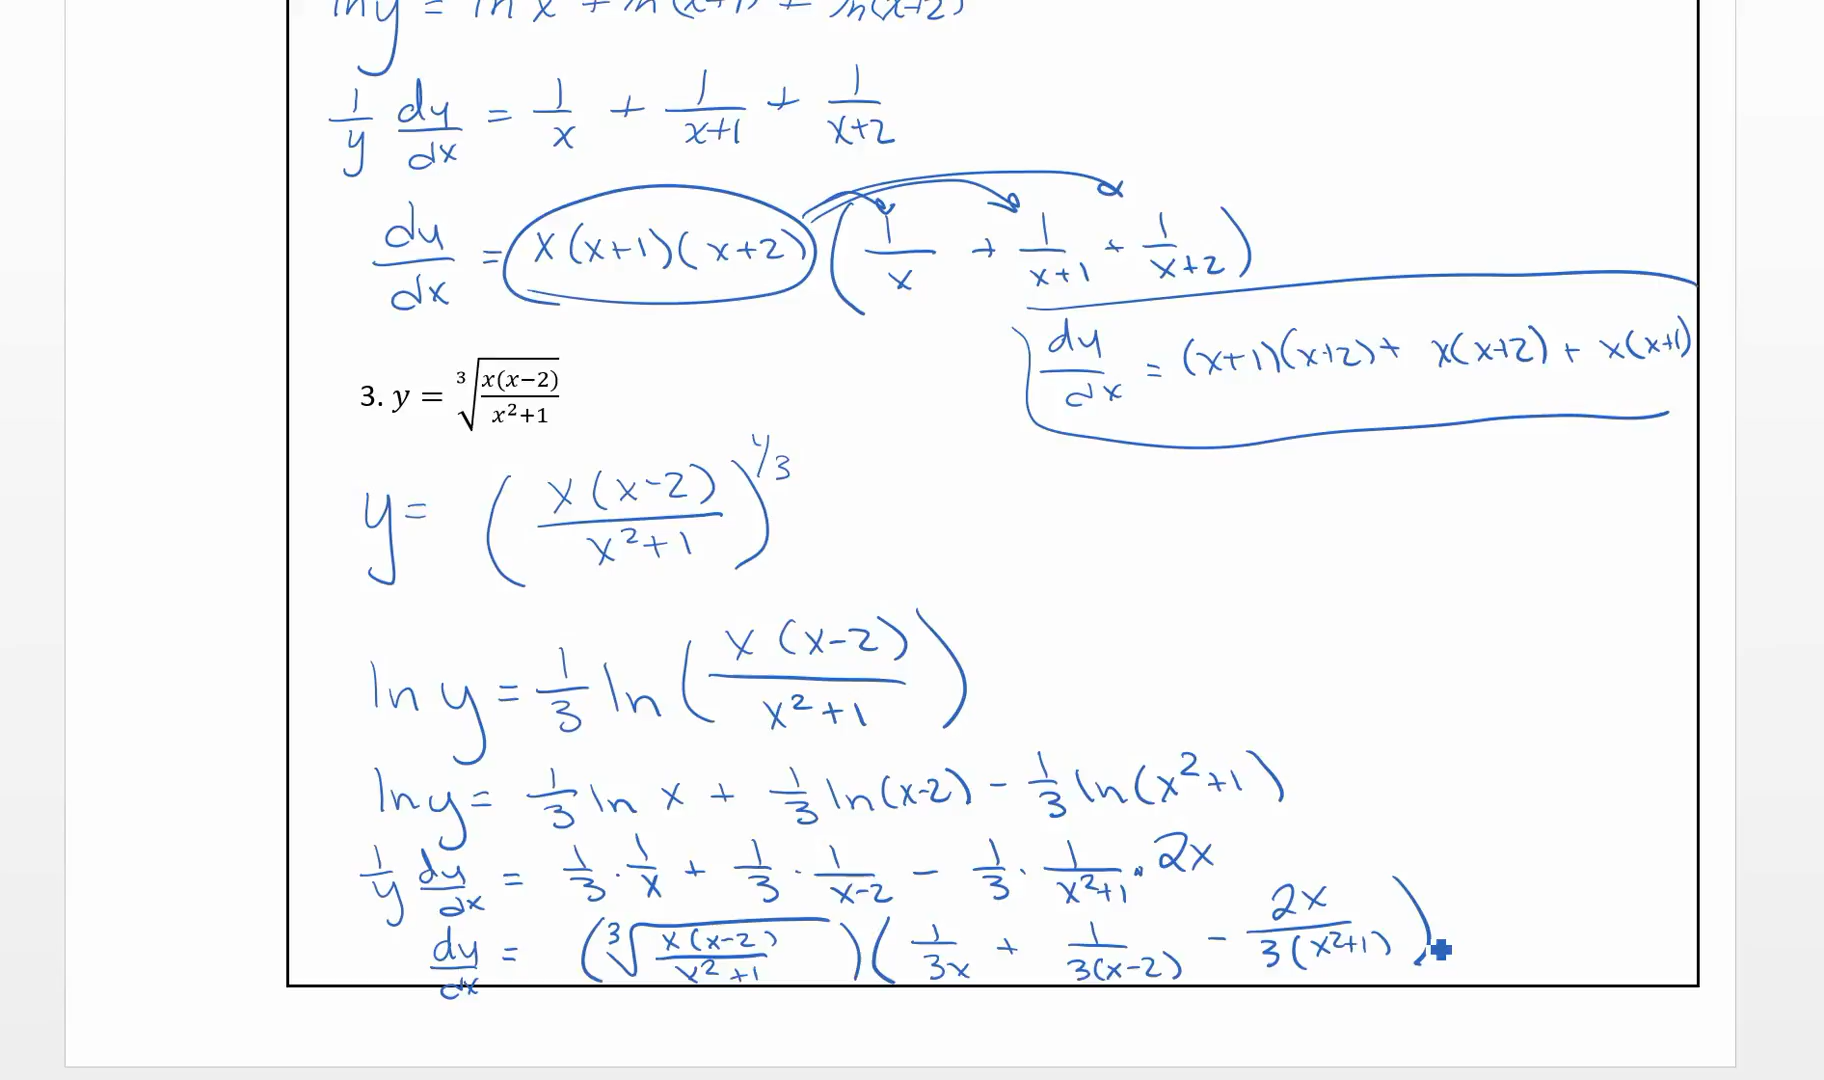 ln y = ln x + ln(x+1) + ln(x+2)
1/y dy/dx = 1/x + 1/(x+1) + 1/(x+2)
dy/dx = x(x+1)(x+2) (1/x + 1/(x+1) + 1/(x+2))
dy/dx = (x+1)(x+2) + x(x+2) + x(x+1)
3. y = ∛(x(x−2)/(x²+1))
y = (x(x-2)/(x²+1))^(1/3)
ln y = 1/3 ln (x(x-2)/(x²+1))
ln y = 1/3 ln x + 1/3 ln(x-2) - 1/3 ln(x²+1)
1/y dy/dx = 1/3 · 1/x + 1/3 · 1/(x-2) - 1/3 · 1/(x²+1) · 2x
dy/dx = (∛(x(x-2)/(x²+1))) (1/(3x) + 1/(3(x-2)) - 2x/(3(x²+1)))